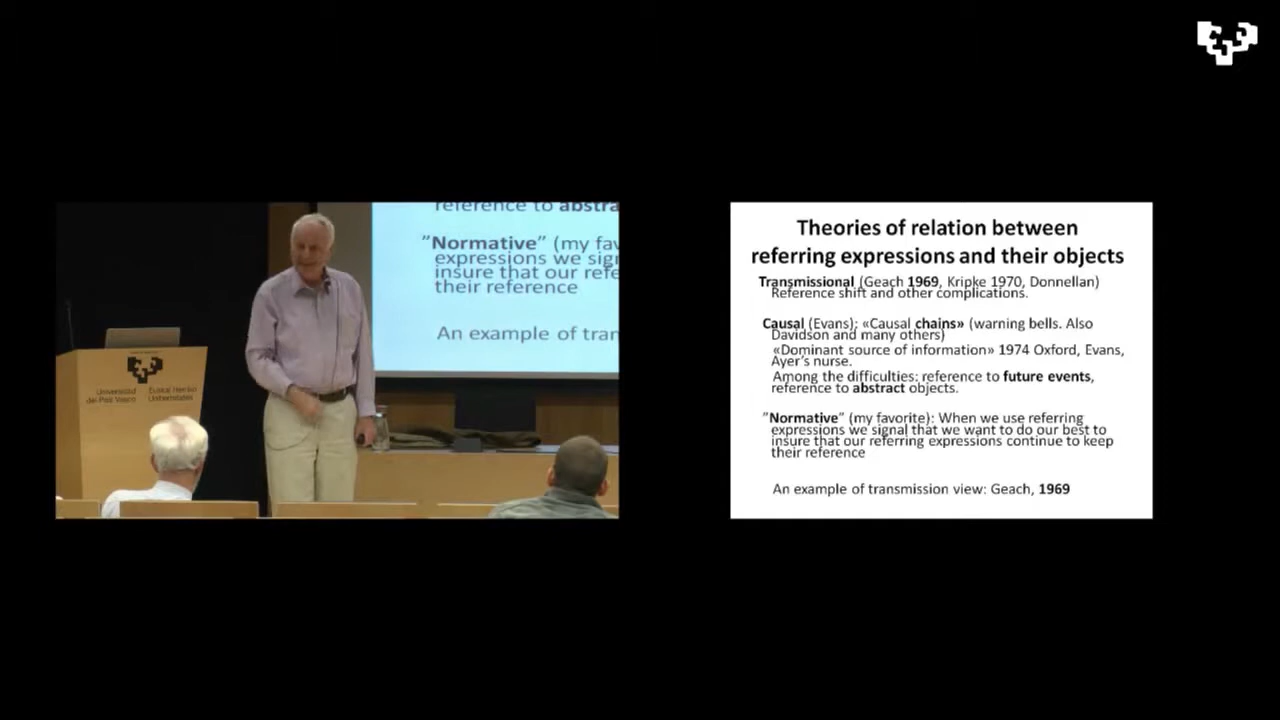 reference to abstra
"Normative" (my fav
expressions we sign
insure that our refe
their reference
An example of tran
Universidad
del País Vasco
Euskal Herriko
Unibertsitatea
Theories of relation between
referring expressions and their objects
Transmissional (Geach 1969, Kripke 1970, Donnellan)
Reference shift and other complications.
Causal (Evans): «Causal chains» (warning bells. Also
Davidson and many others)
«Dominant source of information» 1974 Oxford, Evans,
Ayer's nurse.
Among the difficulties: reference to future events,
reference to abstract objects.
"Normative" (my favorite): When we use referring
expressions we signal that we want to do our best to
insure that our referring expressions continue to keep
their reference
An example of transmission view: Geach, 1969